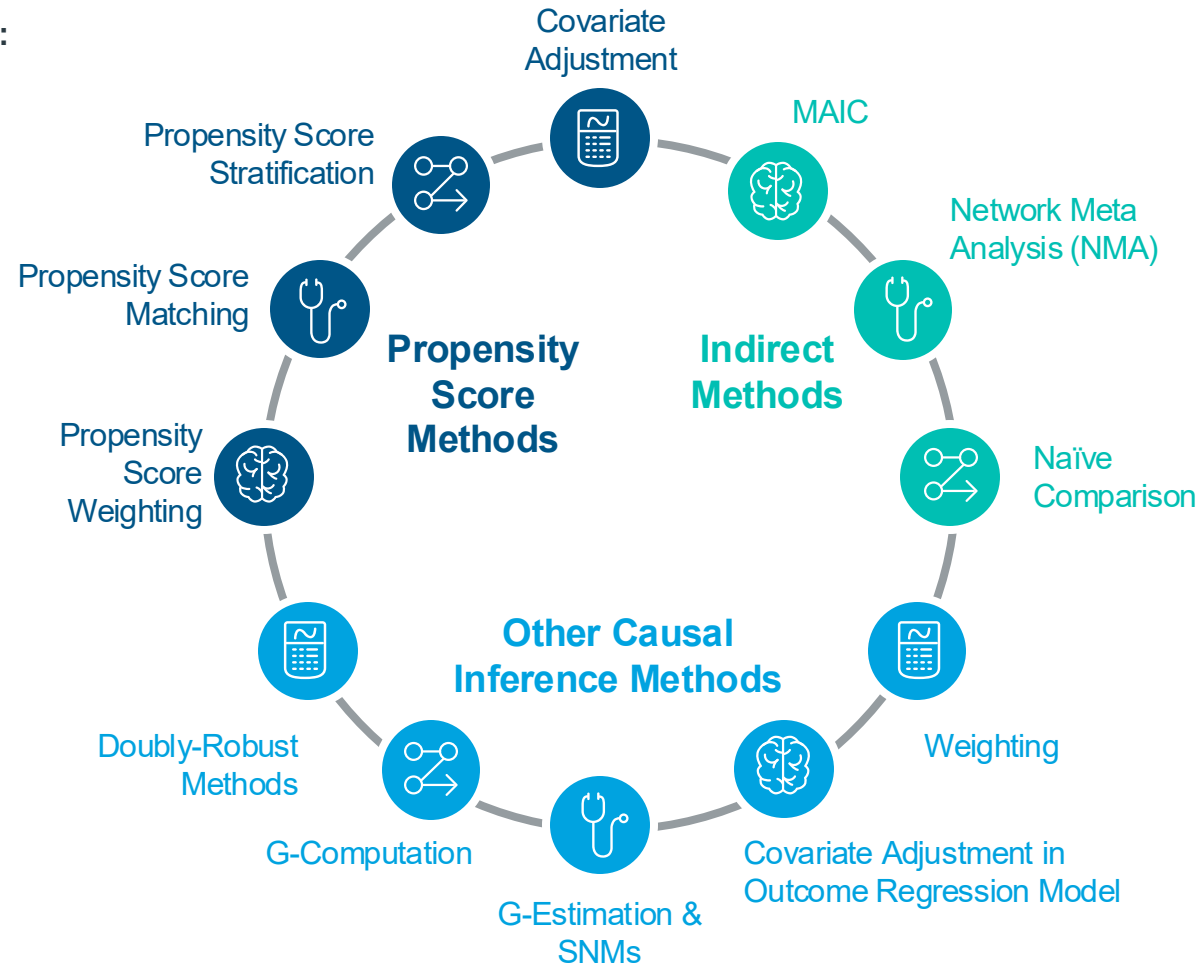 :
Covariate
Adjustment
MAIC
Propensity Score
Stratification
Network Meta
Analysis (NMA)
Propensity Score
Matching
Propensity
Score
Methods
Indirect
Methods
Propensity
Score
Weighting
Naïve
Comparison
Other Causal
Inference Methods
Doubly-Robust
Methods
Weighting
G-Computation
Covariate Adjustment in
Outcome Regression Model
G-Estimation &
SNMs